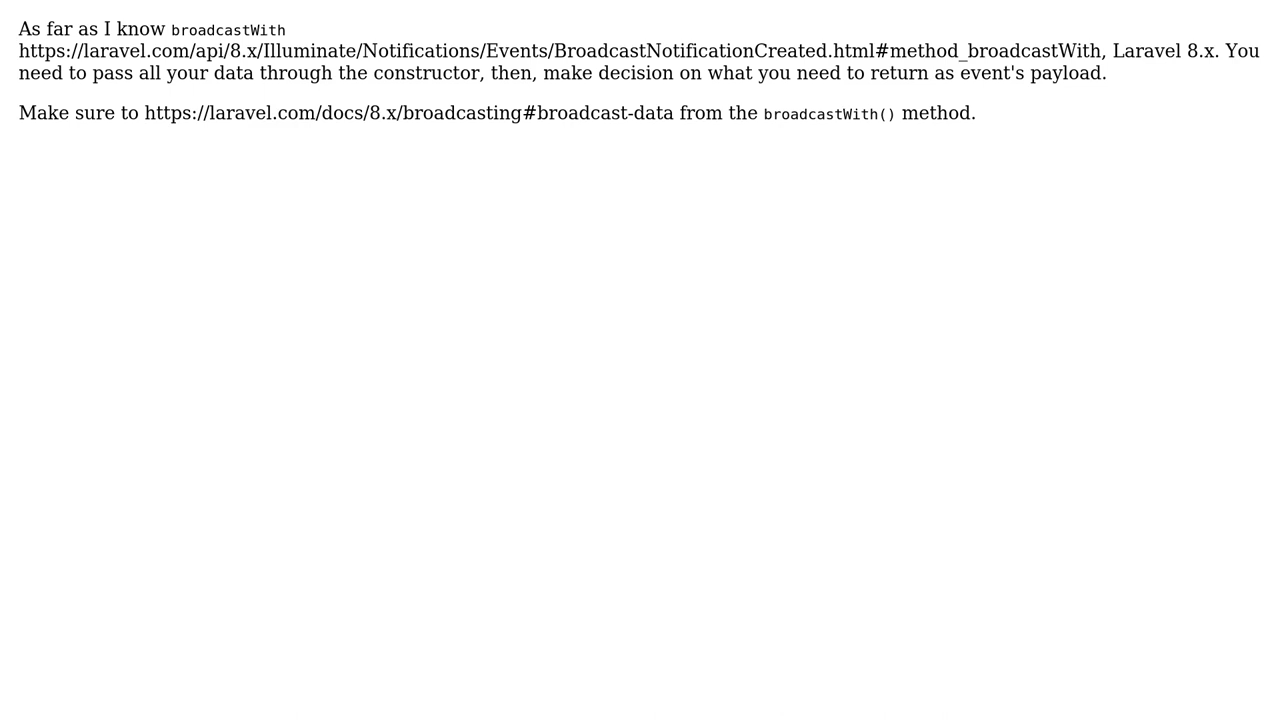 As far as I know broadcastWith
https://laravel.com/api/8.x/Illuminate/Notifications/Events/BroadcastNotificationCreated.html#method_broadcastWith, Laravel 8.x. You
need to pass all your data through the constructor, then, make decision on what you need to return as event's payload.
Make sure to https://laravel.com/docs/8.x/broadcasting#broadcast-data from the broadcastWith() method.